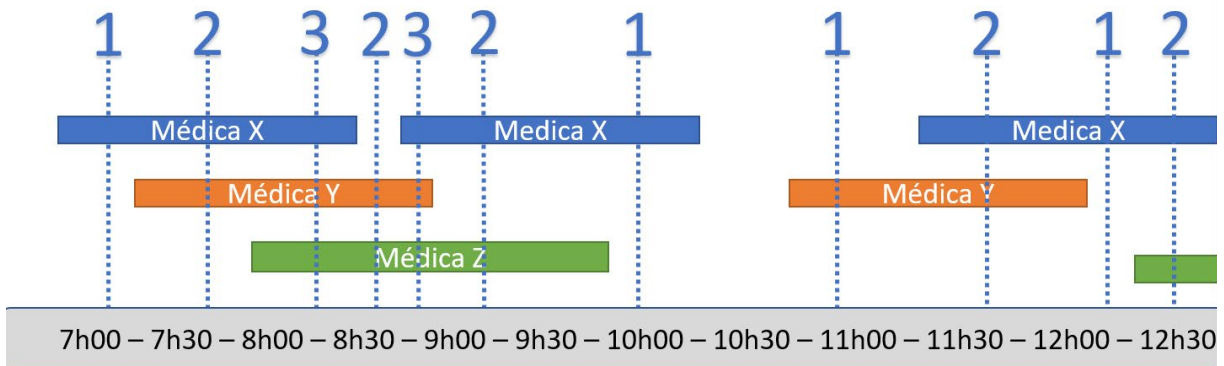 1 2 3 2 3 2 1 1 2 1 2
Médica X Medica X Medica X
Médica Y Médica Y
Médica Z
7h00 – 7h30 – 8h00 – 8h30 – 9h00 – 9h30 – 10h00 – 10h30 – 11h00 – 11h30 – 12h00 – 12h30